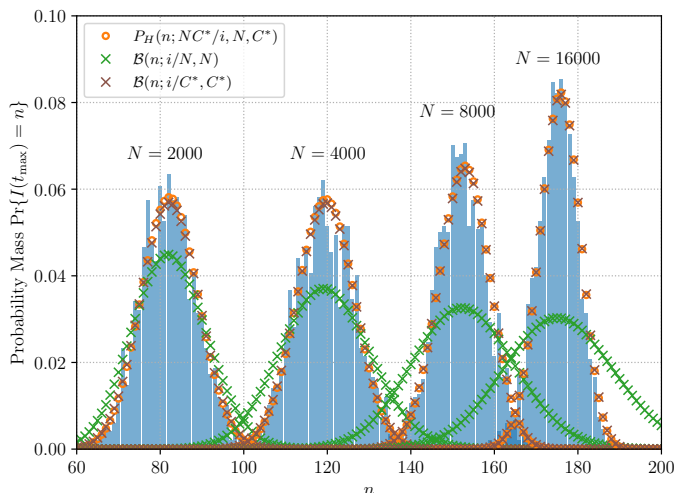 0.10
0.08
0.06
0.04
0.02
0.00
Probability Mass Pr{I(t_max) = n}
P_H(n; NC*/i, N, C*)
B(n; i/N, N)
B(n; i/C*, C*)
N = 2000
N = 4000
N = 8000
N = 16000
60 80 100 120 140 160 180 200
n